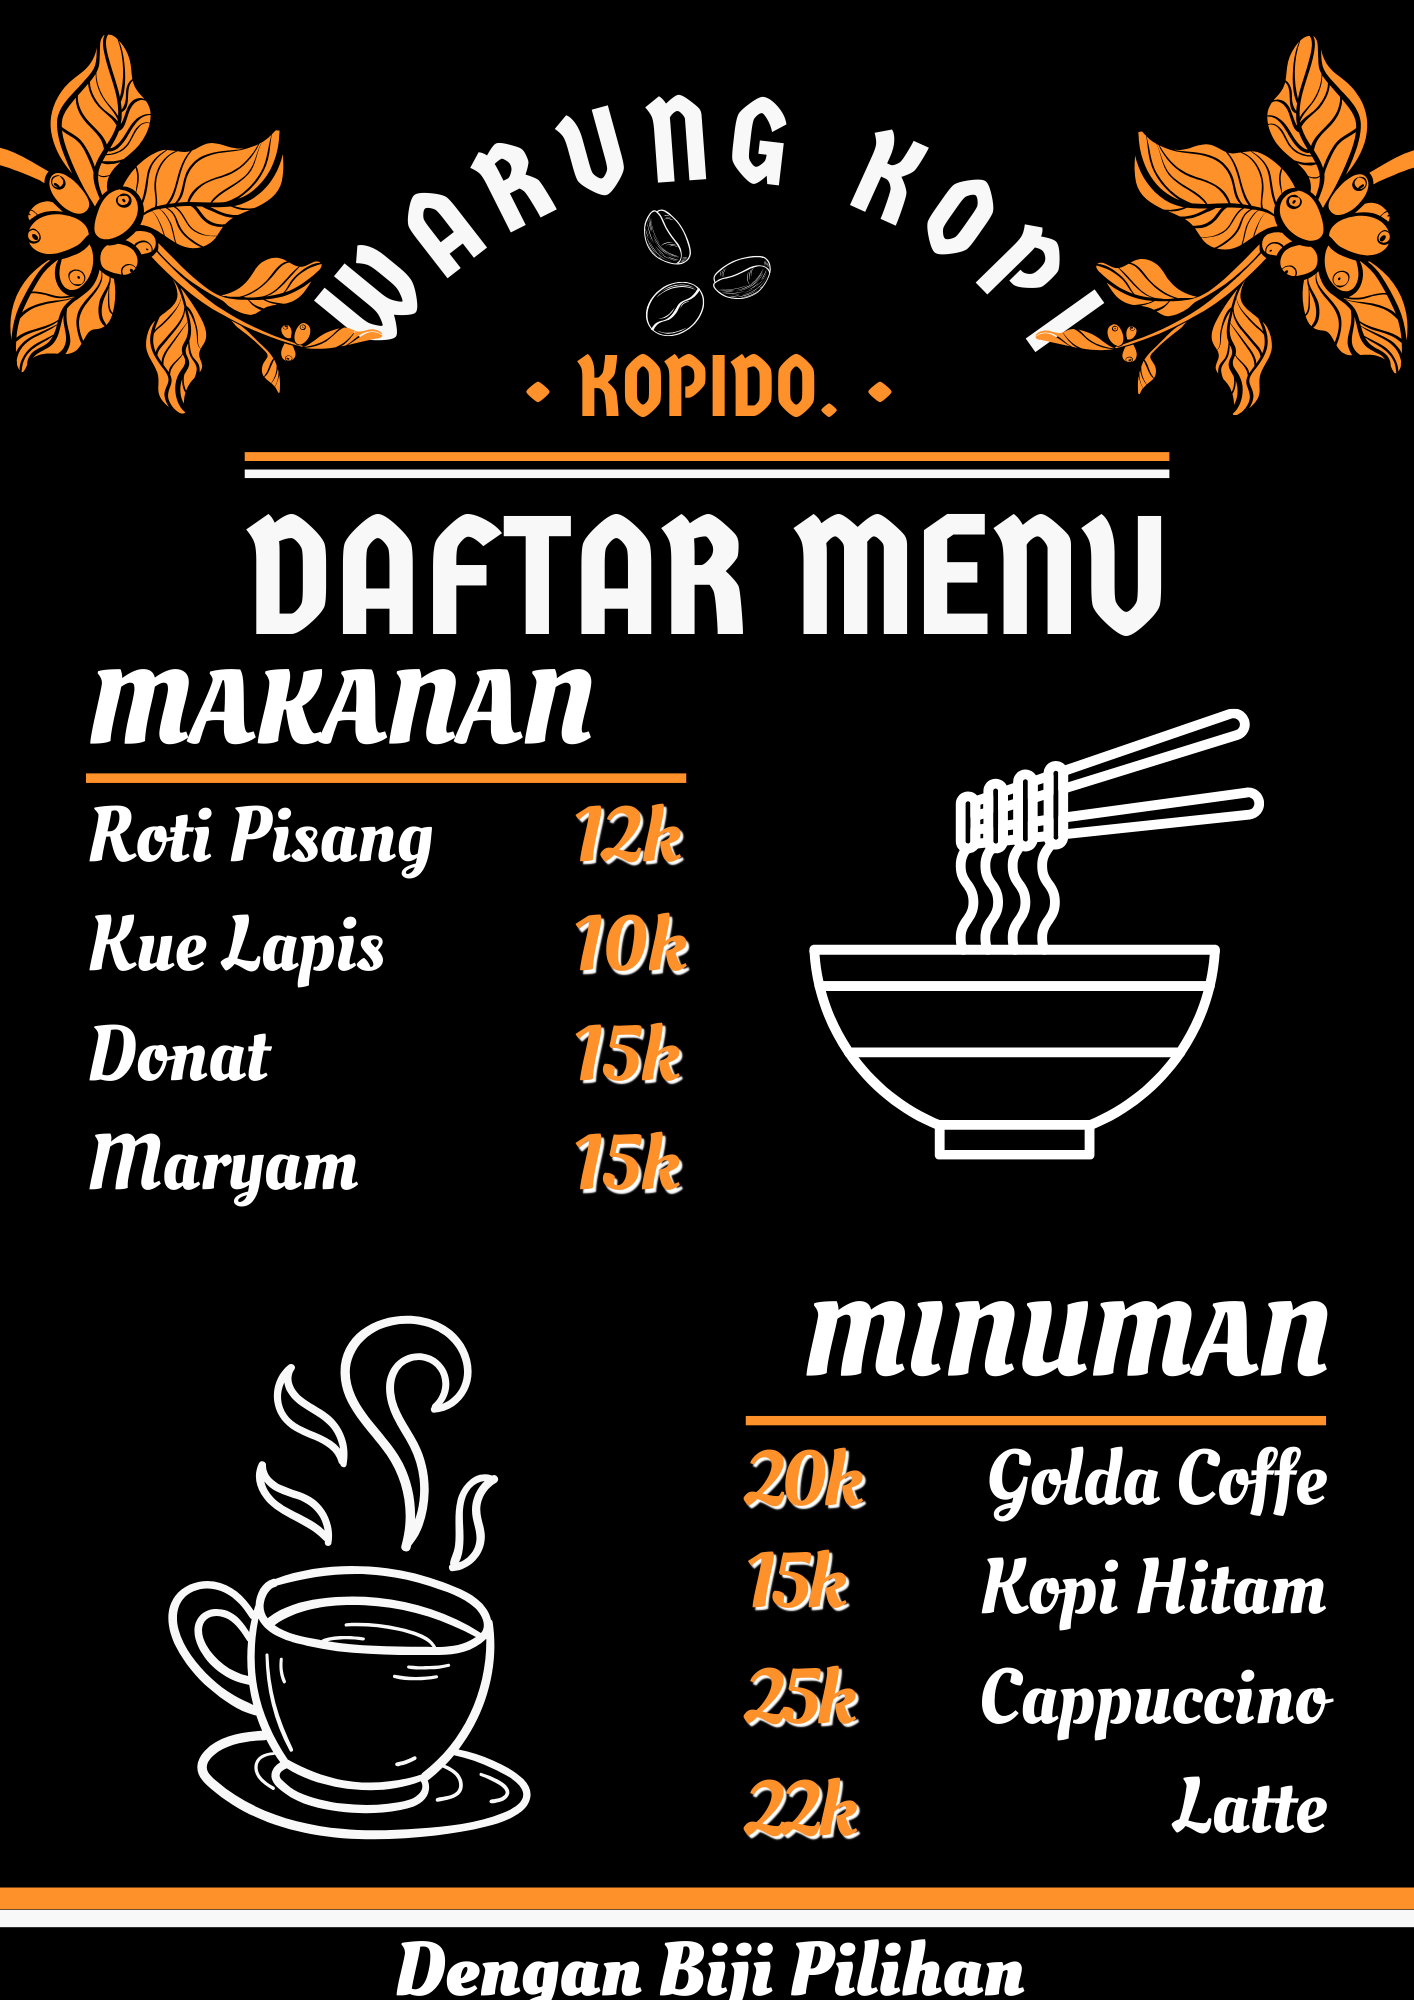 WARUNG KOPI
KOPIDO.
DAFTAR MENU
MAKANAN
Roti Pisang 12k
Kue Lapis 10k
Donat 15k
Maryam 15k
MINUMAN
20k Golda Coffe
15k Kopi Hitam
25k Cappuccino
22k Latte
Dengan Biji Pilihan